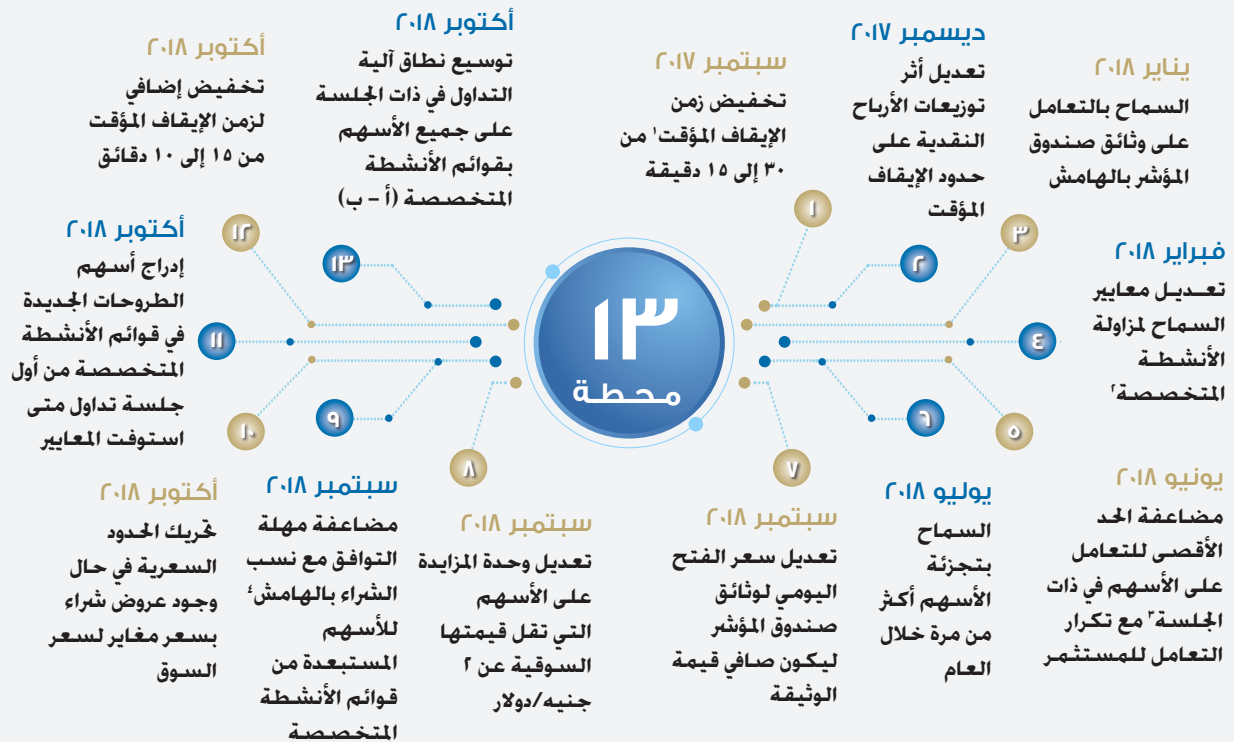 ١٣
محطة
١
سبتمبر ٢٠١٧
تخفيض زمن
الإيقاف المؤقت١ من
٣٠ إلى ١٥ دقيقة
٢
ديسمبر ٢٠١٧
تعديل أثر
توزيعات الأرباح
النقدية على
حدود الإيقاف
المؤقت
٣
يناير ٢٠١٨
السماح بالتعامل
على وثائق صندوق
المؤشر بالهامش
٤
فبراير ٢٠١٨
تعـديـل معايير
السماح لمزاولة
الأنشطـة
المتخصصة٢
٥
يونيو ٢٠١٨
مضاعفة الحد
الأقصى للتعامل
على الأسهم في ذات
الجلسة٣ مع تكرار
التعامل للمستثمر
٦
يوليو ٢٠١٨
السماح
بتجزئة
الأسهم أكثر
من مرة خلال
العام
٧
سبتمبر ٢٠١٨
تعديل سعر الفتح
اليومي لوثائق
صندوق المؤشر
ليكون صافي قيمة
الوثيقة
٨
سبتمبر ٢٠١٨
تعديل وحدة المزايدة
على الأسهم
التي تقل قيمتها
السوقية عن ٢
جنيه/دولار
٩
سبتمبر ٢٠١٨
مضاعفة مهلة
التوافق مع نسب
الشراء بالهامش٤
للأسهم
المستبعدة من
قوائم الأنشطة
المتخصصة
١٠
أكتوبر ٢٠١٨
تحريك الحدود
السعرية في حال
وجود عروض شراء
بسعر مغاير لسعر
السوق
١١
أكتوبر ٢٠١٨
إدراج أسهم
الطروحات الجديدة
في قوائم الأنشطة
المتخصصة من أول
جلسة تداول متى
استوفت المعايير
١٢
أكتوبر ٢٠١٨
تخفيض إضافي
لزمن الإيقاف المؤقت
من ١٥ إلى ١٠ دقائق
١٣
أكتوبر ٢٠١٨
توسيع نطاق آلية
التداول في ذات الجلسة
على جميع الأسهم
بقوائم الأنشطة
المتخصصة (أ – ب)